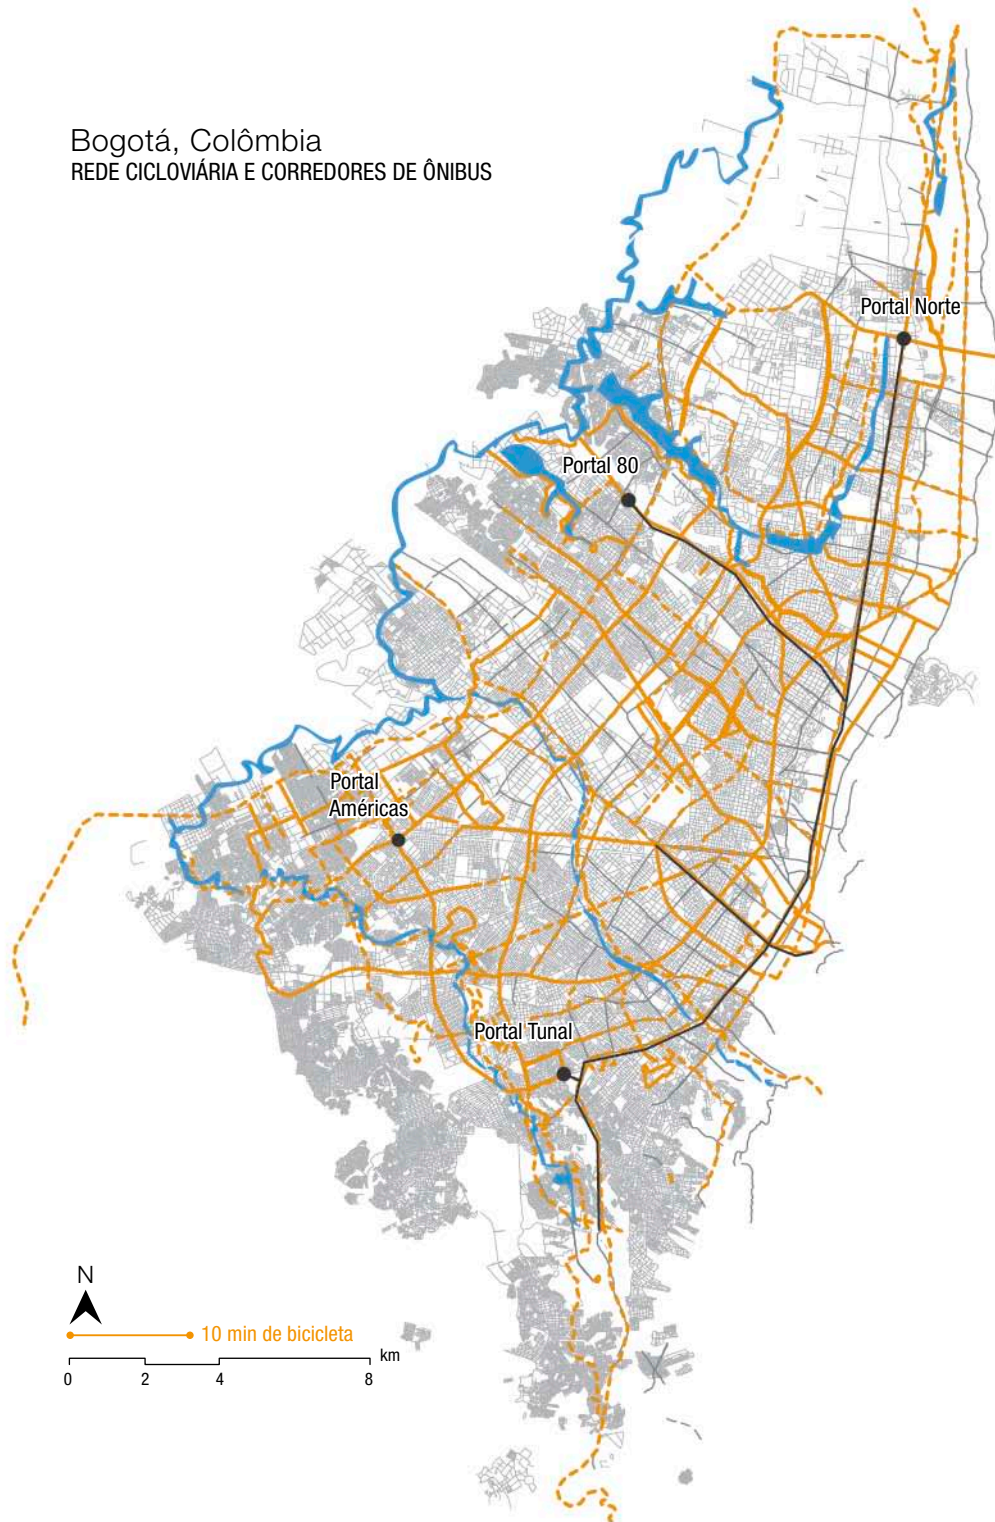 Bogotá, Colômbia
REDE CICLOVIÁRIA E CORREDORES DE ÔNIBUS
Portal Norte
Portal 80
Portal
Américas
Portal Tunal
N
10 min de bicicleta
km
0 2 4 8